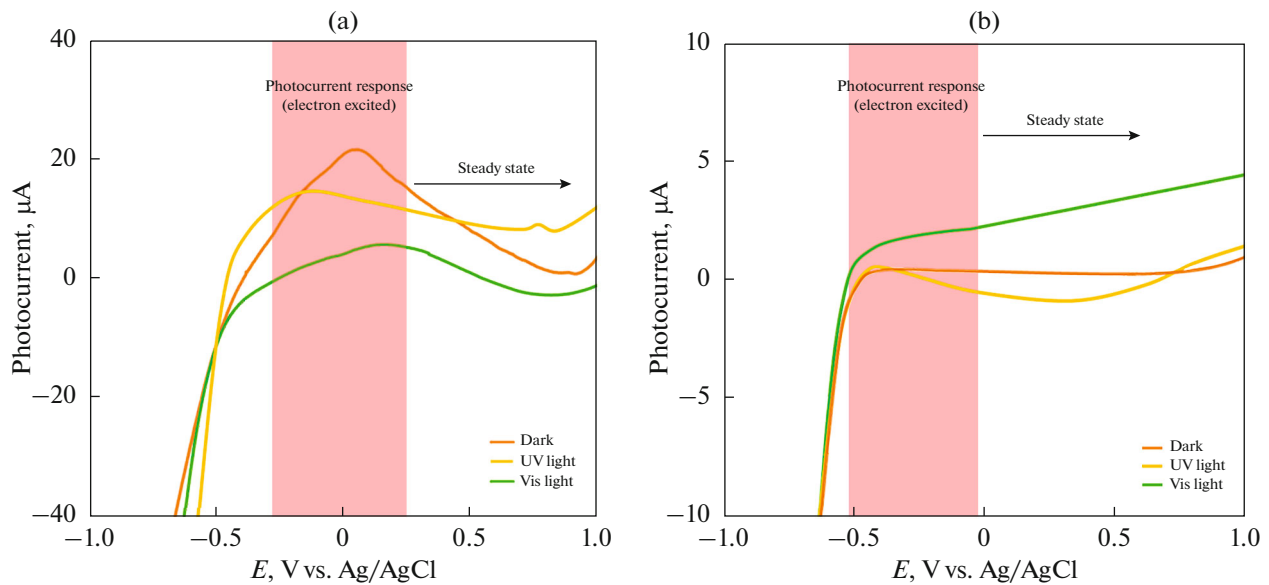 (a)
40
20
0
−20
−40
Photocurrent, μA
Photocurrent response
(electron excited)
Steady state
Dark
UV light
Vis light
−1.0
−0.5
0
0.5
1.0
E, V vs. Ag/AgCl
(b)
10
5
0
−5
−10
Photocurrent, μA
Photocurrent response
(electron excited)
Steady state
Dark
UV light
Vis light
−1.0
−0.5
0
0.5
1.0
E, V vs. Ag/AgCl